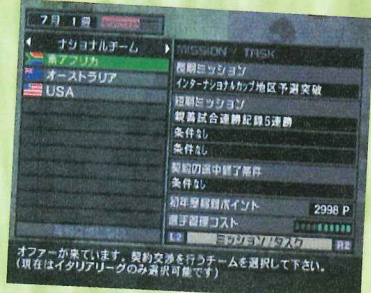 7月 1週
ナショナルチーム
MISSION / TASK
南アフリカ
長期ミッション
オーストラリア
インターナショナルカップ地区予選突破
USA
短期ミッション
親善試合連勝記録5連勝
条件なし
条件なし
契約の途中終了条件
条件なし
初年度登録ポイント 2998 P
選手管理コスト
L2 ミッション/タスク R2
オファーが来ています。契約交渉を行うチームを選択して下さい。
(現在はイタリアリーグのみ選択可能です)